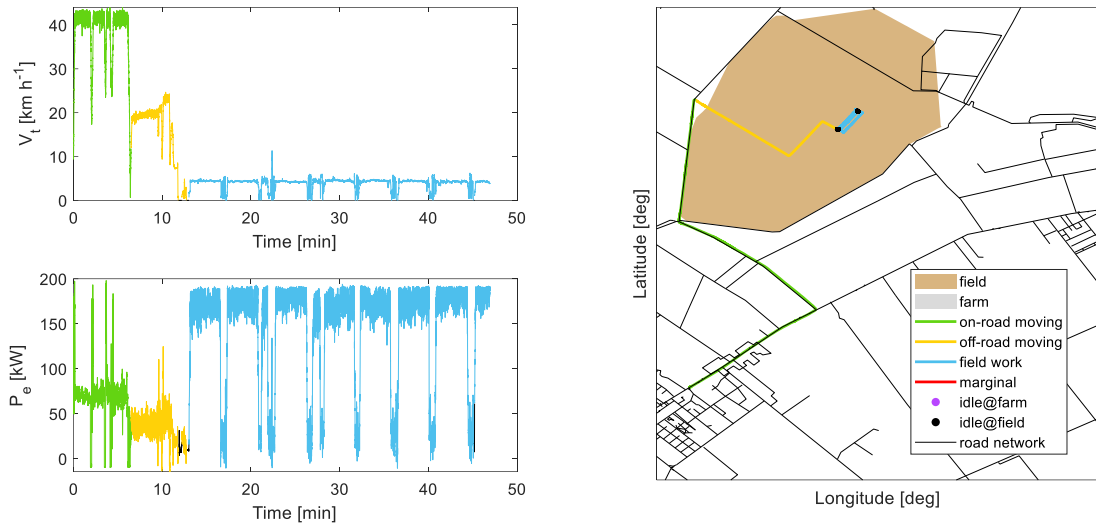 40
30
20
10
0
V_t [km h^-1]
0 10 20 30 40 50
Time [min]
200
150
100
50
0
P_e [kW]
0 10 20 30 40 50
Time [min]
Latitude [deg]
Longitude [deg]
field
farm
on-road moving
off-road moving
field work
marginal
idle@farm
idle@field
road network